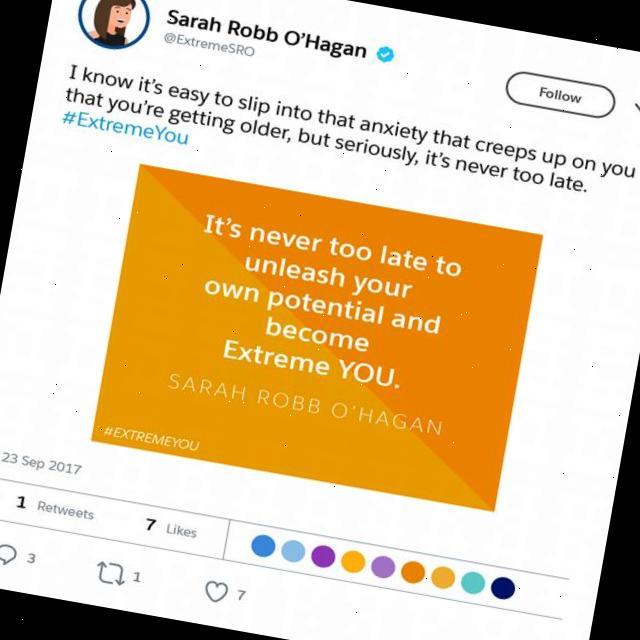 Sarah Robb O'Hagan
@ExtremeSRO
Follow
I know it's easy to slip into that anxiety that creeps up on you
that you're getting older, but seriously, it's never too late.
#ExtremeYou
It's never too late to
unleash your
own potential and
become
Extreme YOU.
SARAH ROBB O'HAGAN
#EXTREMEYOU
23 Sep 2017
1 Retweets 7 Likes
3 1 7